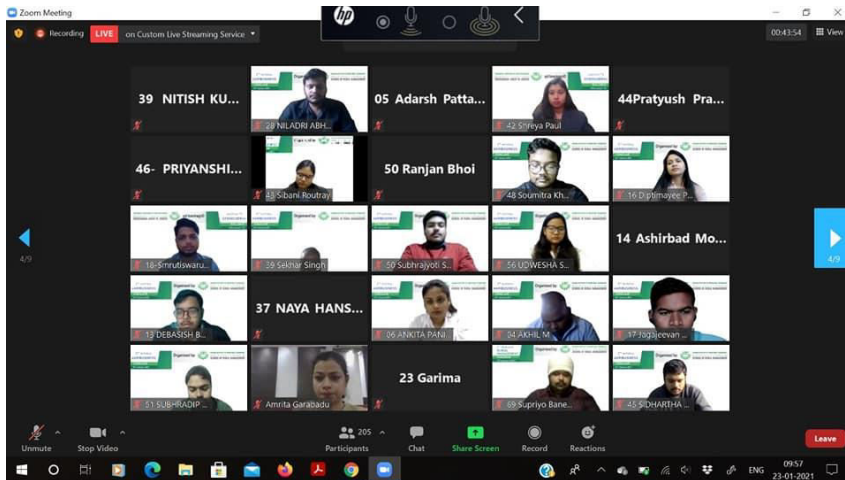 Zoom Meeting
hp
Recording
LIVE
on Custom Live Streaming Service
00:43:54
View
39 NITISH KU...
28 NILADRI ABH...
05 Adarsh Patta...
42 Shreya Paul
44Pratyush Pra...
46- PRIYANSHI...
43 Sibani Routray
50 Ranjan Bhoi
48 Soumitra Kh...
16 Diptimayee P...
18-Smrutiswaru...
39 Sekhar Singh
50 Subhrajyoti S...
56 UDWESHA S...
14 Ashirbad Mo...
4/9
4/9
13 DEBASISH B...
37 NAYA HANS...
06 ANKITA PANI...
04 AKHIL M
17 Jagajeevan ...
51 SUBHRADIP ...
Amrita Garabadu
23 Garima
69 Supriyo Bane...
45 SIDHARTHA ...
Unmute
Stop Video
205
Participants
Chat
Share Screen
Record
Reactions
Leave
ENG
09:57
23-01-2021